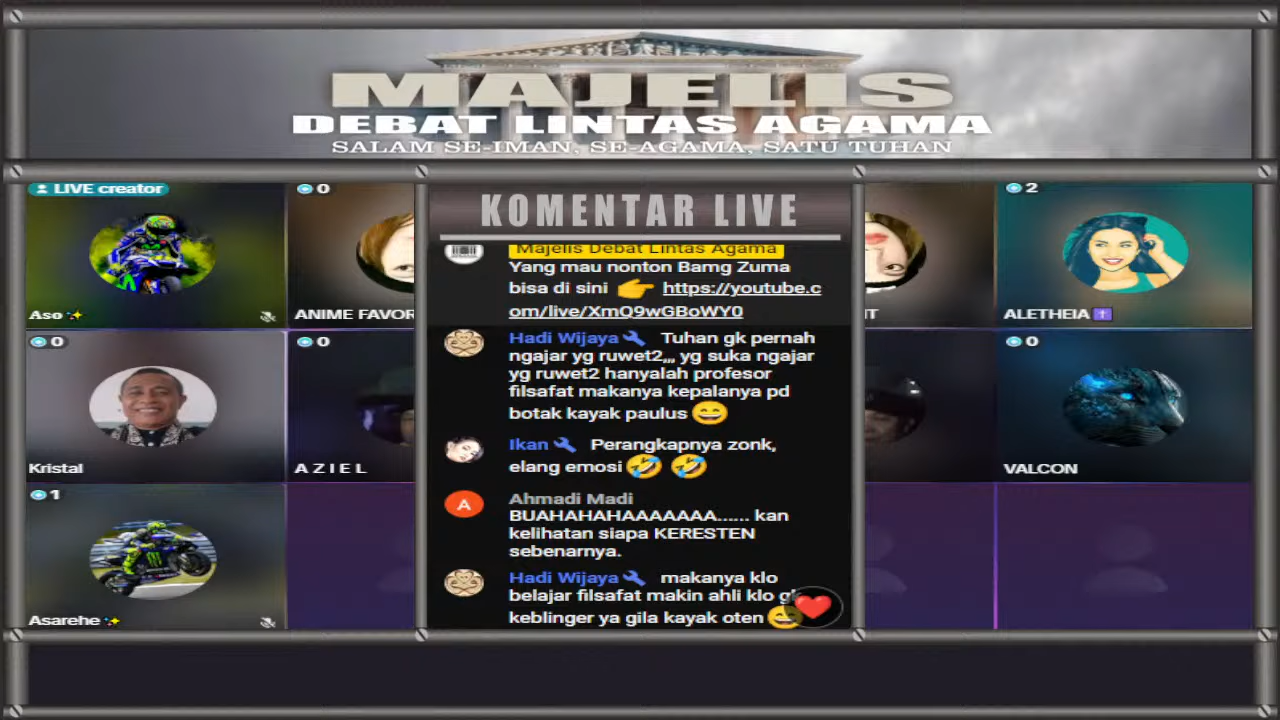 MAJELIS
DEBAT LINTAS AGAMA
SALAM SE-IMAN, SE-AGAMA, SATU TUHAN
LIVE creator
0
2
KOMENTAR LIVE
Majelis Debat Lintas Agama
Yang mau nonton Bamg Zuma
bisa di sini 👉 https://youtube.c
om/live/XmQ9wGBoWY0
Aso ✨
ANIME FAVOR
ALETHEIA ⬆
Hadi Wijaya 🔧 Tuhan gk pernah
ngajar yg ruwet2,,, yg suka ngajar
yg ruwet2 hanyalah profesor
filsafat makanya kepalanya pd
botak kayak paulus 😄
Ikan 🔧 Perangkapnya zonk,
elang emosi 🤣 🤣
Ahmadi Madi
BUAHAHAHAAAAAAA...... kan
kelihatan siapa KERESTEN
sebenarnya.
Hadi Wijaya 🔧 makanya klo
belajar filsafat makin ahli klo
keblinger ya gila kayak oten 😄
0
0
0
Kristal
A Z I E L
VALCON
1
Asarehe ✨
A